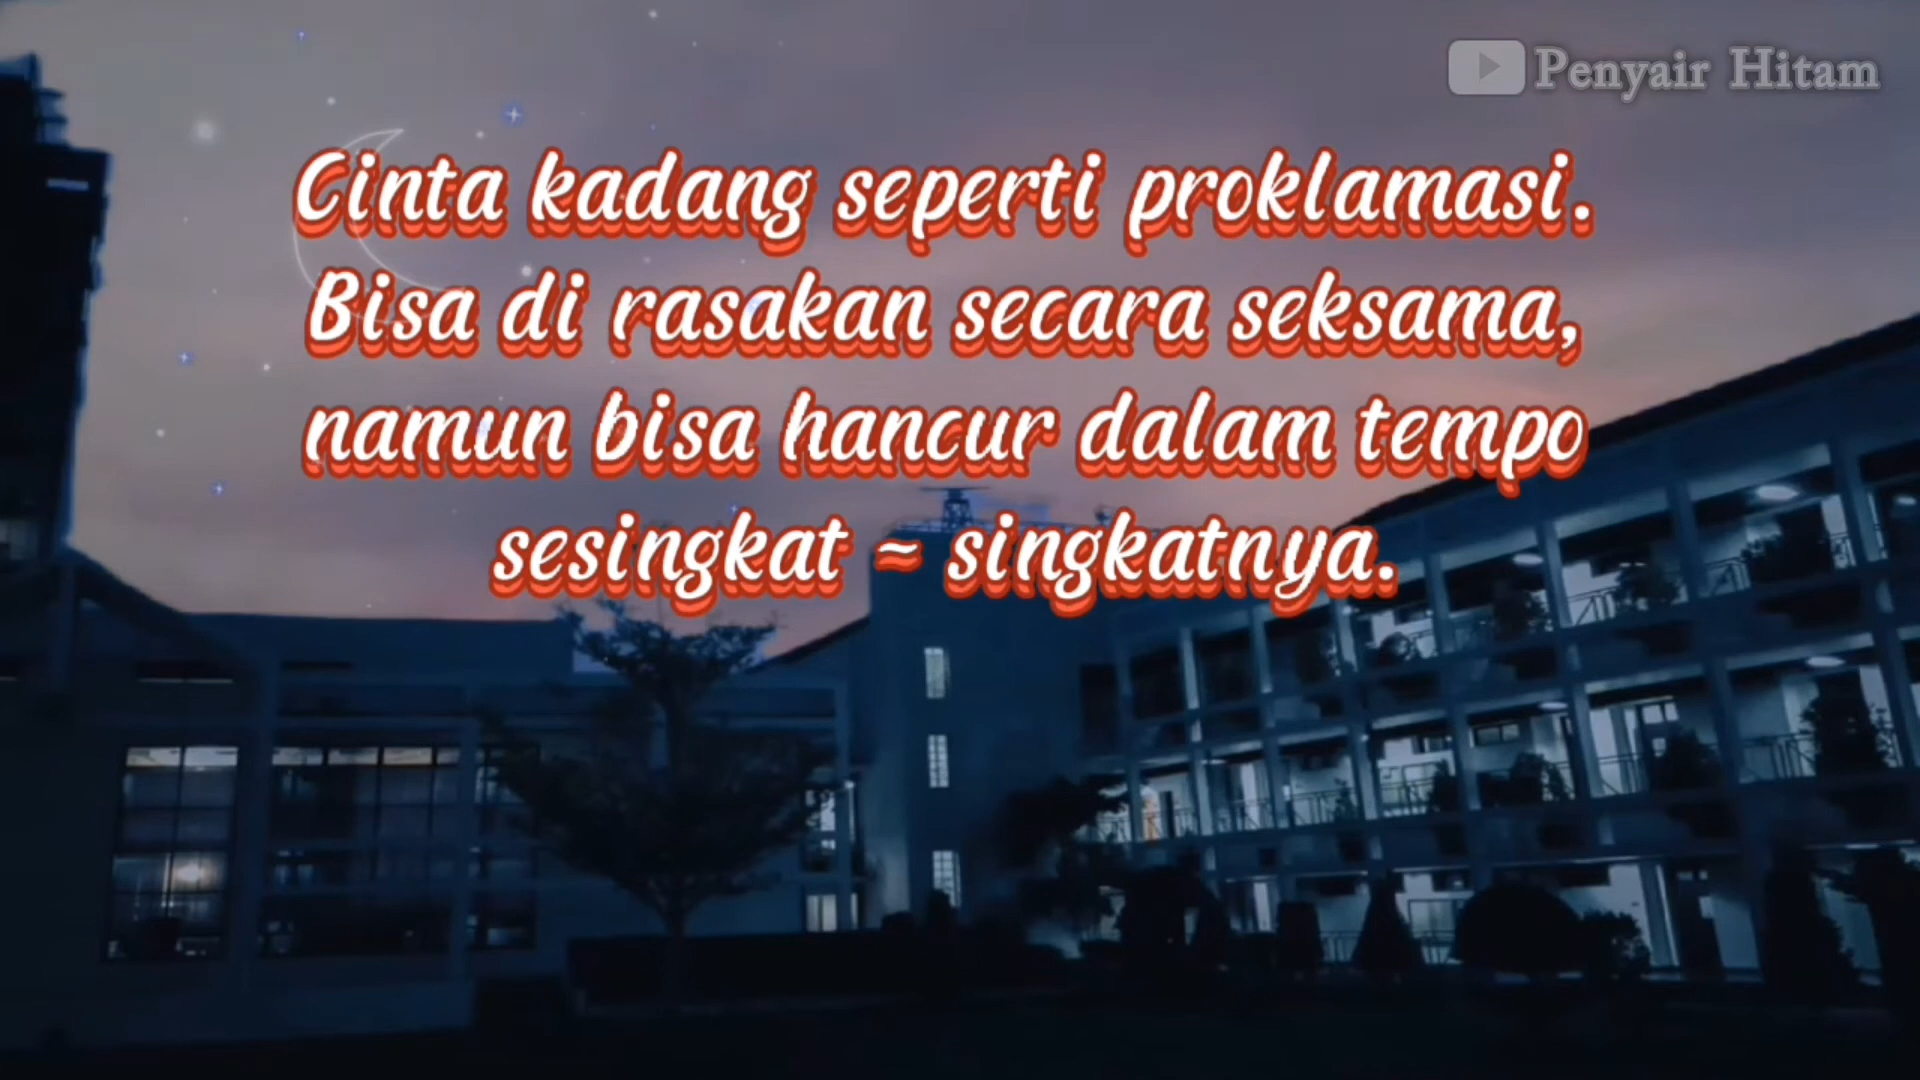 Penyair Hitam
Cinta kadang seperti proklamasi.
Bisa di rasakan secara seksama,
namun bisa hancur dalam tempo
sesingkat ~ singkatnya.